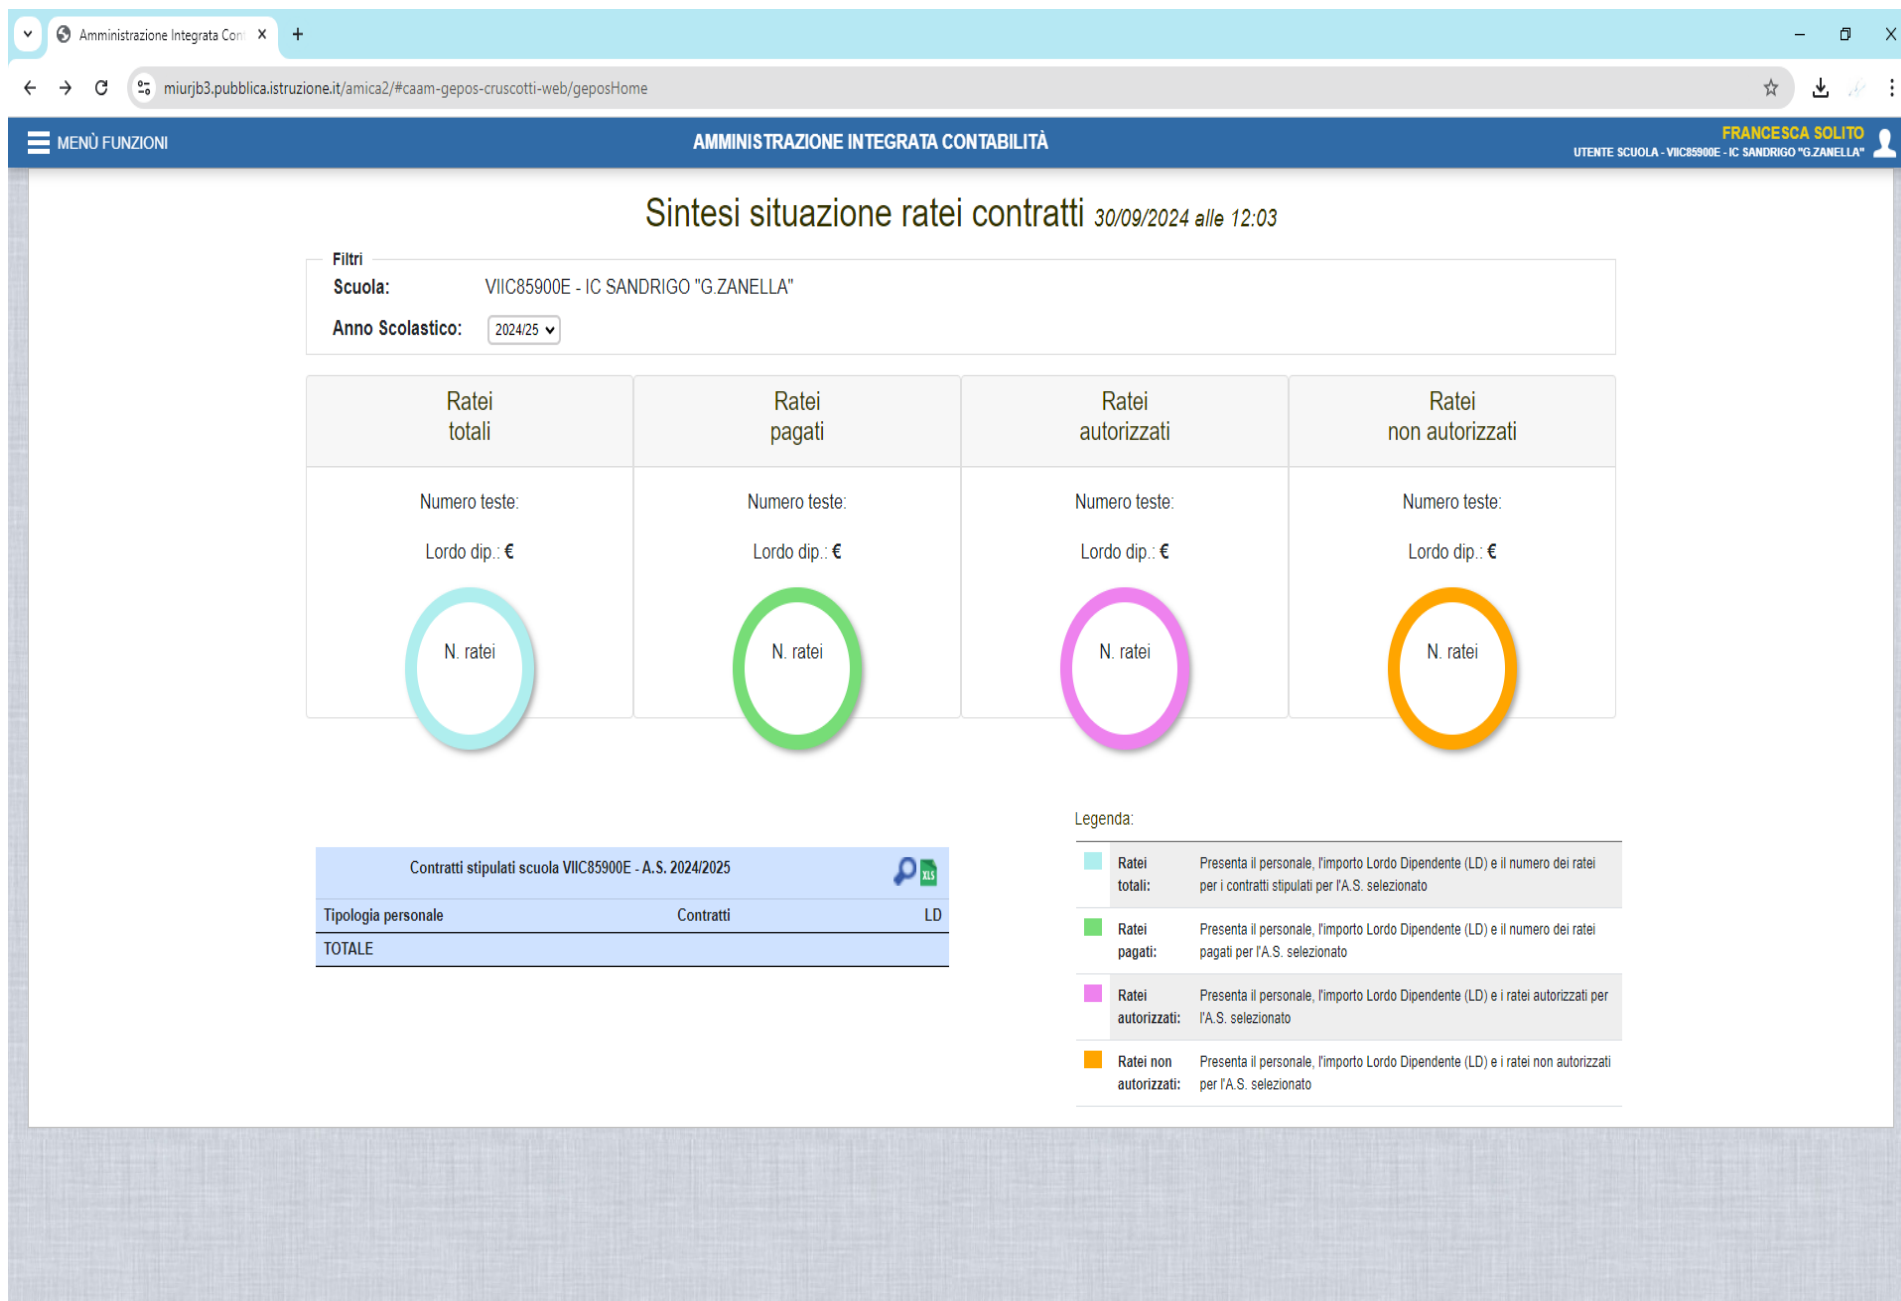 Amministrazione Integrata Con
miurjb3.pubblica.istruzione.it/amica2/#caam-gepos-cruscotti-web/geposHome
MENÙ FUNZIONI
AMMINISTRAZIONE INTEGRATA CONTABILITÀ
FRANCESCA SOLITO
UTENTE SCUOLA - VIIC85900E - IC SANDRIGO "G.ZANELLA"
Sintesi situazione ratei contratti 30/09/2024 alle 12:03
Filtri
Scuola: VIIC85900E - IC SANDRIGO "G.ZANELLA"
Anno Scolastico: 2024/25
Ratei
totali
Numero teste:
Lordo dip.: €
N. ratei
Ratei
pagati
Numero teste:
Lordo dip.: €
N. ratei
Ratei
autorizzati
Numero teste:
Lordo dip.: €
N. ratei
Ratei
non autorizzati
Numero teste:
Lordo dip.: €
N. ratei
Contratti stipulati scuola VIIC85900E - A.S. 2024/2025
XLS
Tipologia personale Contratti LD
TOTALE
Legenda:
Ratei
totali:
Presenta il personale, l'importo Lordo Dipendente (LD) e il numero dei ratei
per i contratti stipulati per l'A.S. selezionato
Ratei
pagati:
Presenta il personale, l'importo Lordo Dipendente (LD) e il numero dei ratei
pagati per l'A.S. selezionato
Ratei
autorizzati:
Presenta il personale, l'importo Lordo Dipendente (LD) e i ratei autorizzati per
l'A.S. selezionato
Ratei non
autorizzati:
Presenta il personale, l'importo Lordo Dipendente (LD) e i ratei non autorizzati
per l'A.S. selezionato